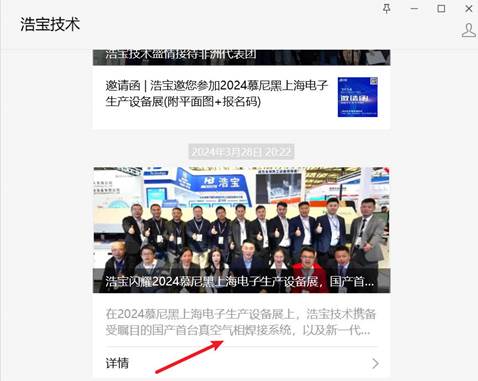 浩宝技术
浩宝技术盛情接待非洲代表团
邀请函 | 浩宝邀您参加2024慕尼黑上海电子
生产设备展(附平面图+报名码)
邀请函
2024年3月28日 20:22
浩宝
浩宝闪耀2024慕尼黑上海电子生产设备展，国产首...
在2024慕尼黑上海电子生产设备展上，浩宝技术携备
受瞩目的国产首台真空气相焊接系统，以及新一代...
详情